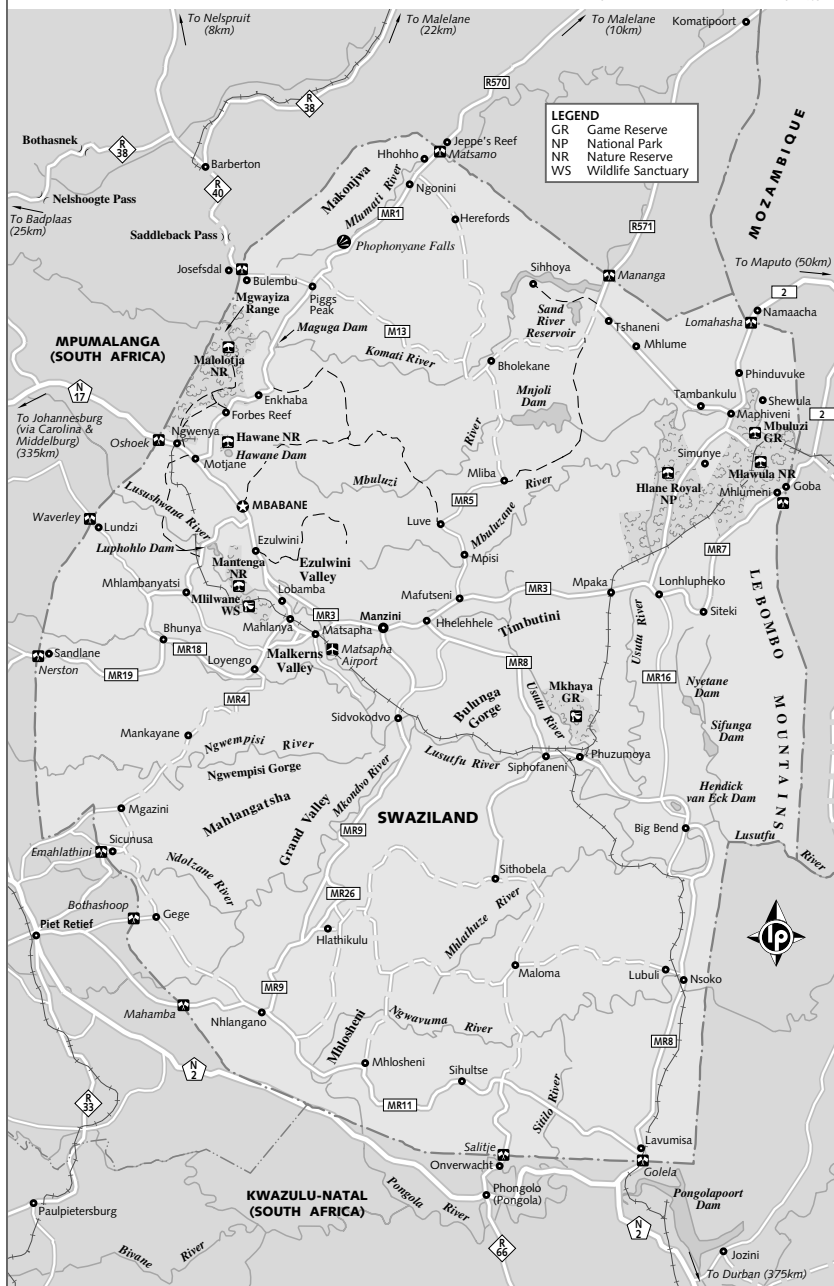 To Nelspruit
(8km)
To Malelane
(22km)
To Malelane
(10km)
Komatipoort
R
38
R570
LEGEND
GR Game Reserve
NP National Park
NR Nature Reserve
WS Wildlife Sanctuary
MOZAMBIQUE
Bothasnek
R
38
Barberton
Jeppe's Reef
Hhohho
Matsamo
Nelshoogte Pass
R
40
Makonjwa
Mlumati River
Ngonini
MR1
Herefords
To Badplaas
(25km)
Saddleback Pass
Phophonyane Falls
R571
To Maputo (50km)
Josefsdal
Bulembu
Sihhoya
Mananga
2
Mgwayiza
Range
Piggs
Peak
Sand
River
Reservoir
Namaacha
Lomahasha
Maguga Dam
M13
Tshaneni
MPUMALANGA
(SOUTH AFRICA)
Malolotja
NR
Komati River
Bholekane
Mhlume
Phinduvuke
N
17
Enkhaba
Mnjoli
Dam
Tambankulu
Shewula
To Johannesburg
(via Carolina &
Middelburg)
(335km)
Forbes Reef
River
Maphiveni
2
Ngwenya
Oshoek
Hawane NR
Hawane Dam
Mbuluzi
GR
Motjane
Simunye
Mbuluzi
Mliba
River
Hlane Royal
NP
Mlawula NR
Goba
Mhlumeni
Lusushwana River
MBABANE
MR5
Mbuluzane
Waverley
Lundzi
Luve
Luphohlo Dam
Ezulwini
Mantenga
NR
Ezulwini
Valley
Mpisi
MR7
Mhlambanyatsi
Lobamba
Mafutseni
MR3
Mpaka
Lonhlupheko
LEBOMBO MOUNTAINS
Mlilwane
WS
MR3
Manzini
Hhelehhele
Timbutini
Siteki
Mahlanya
Matsapha
Usutu River
Bhunya
MR18
Malkerns
Valley
Matsapha
Airport
MR8
Sandlane
Nerston
MR19
Loyengo
MR16
Nyetane
Dam
MR4
Mkhaya
GR
Sidvokodvo
Bulunga
Gorge
Usutu River
Sifunga
Dam
Mankayane
Ngwempisi River
Lusutfu River
Siphofaneni
Phuzumoya
Ngwempisi Gorge
Mkondvo River
Hendick
van Eck Dam
Mahlangatsha
Grand Valley
SWAZILAND
Mgazini
Big Bend
Lusutfu
River
MR9
Emahlathini
Sicunusa
Ndolzane River
Sithobela
MR26
Bothashoop
Gege
Mhlathuze River
Piet Retief
Hlathikulu
lp
Maloma
Lubuli
Nsoko
MR9
Mahamba
Nhlangano
Ngwavuma
River
Mhlosheni
MR8
Mhlosheni
Sihultse
N
2
MR11
R
33
Sitilo River
Lavumisa
Salitje
Onverwacht
Golela
KWAZULU-NATAL
(SOUTH AFRICA)
Pongola
River
Phongolo
(Pongola)
Pongolapoort
Dam
Paulpietersburg
N
2
R
66
Bivane River
Jozini
To Durban (375km)